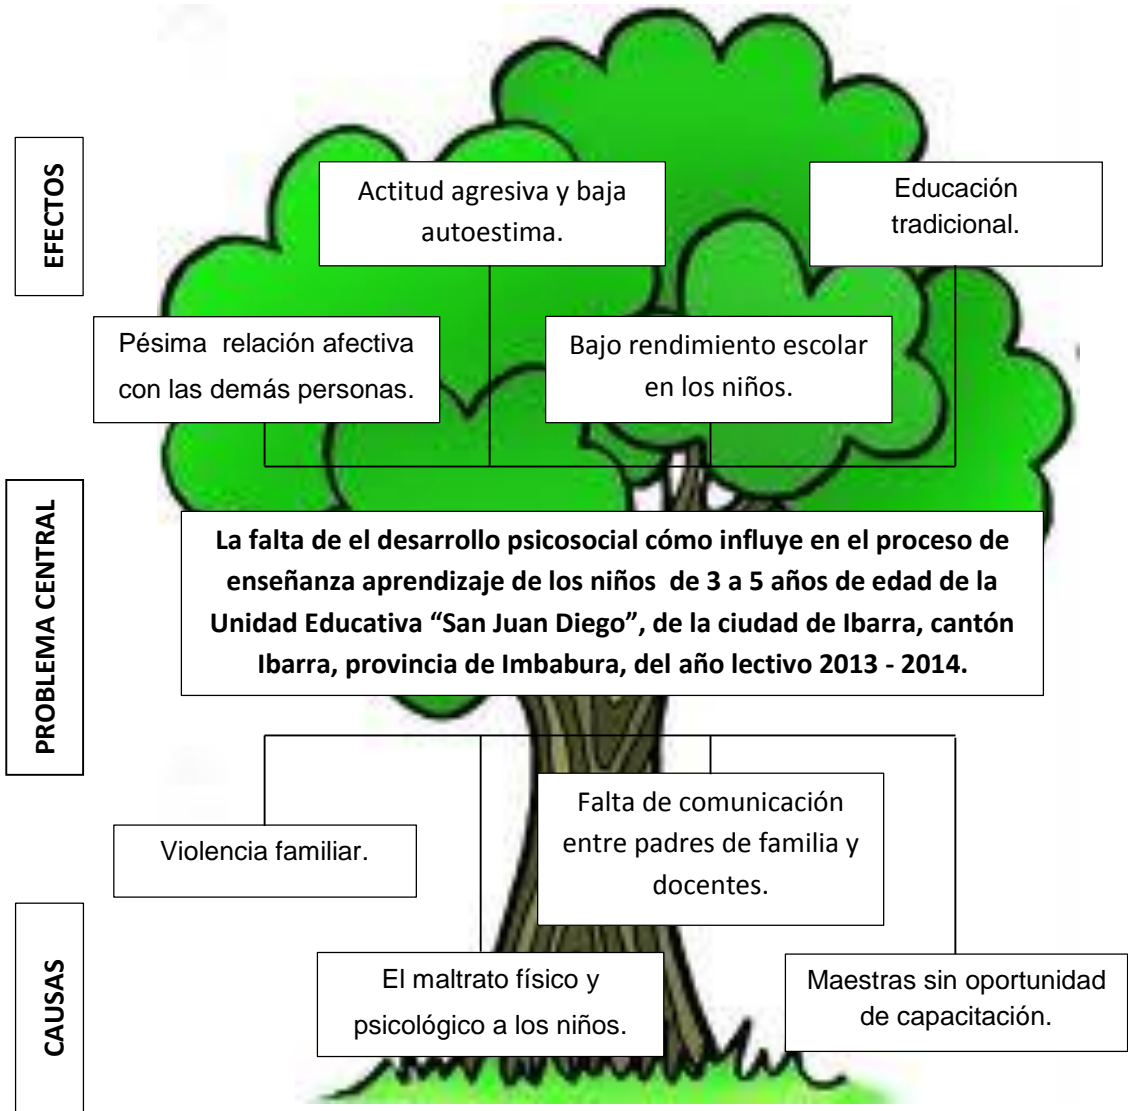 EFECTOS
Actitud agresiva y baja
autoestima.
Educación
tradicional.
Pésima relación afectiva
con las demás personas.
Bajo rendimiento escolar
en los niños.
PROBLEMA CENTRAL
La falta de el desarrollo psicosocial cómo influye en el proceso de
enseñanza aprendizaje de los niños de 3 a 5 años de edad de la
Unidad Educativa “San Juan Diego”, de la ciudad de Ibarra, cantón
Ibarra, provincia de Imbabura, del año lectivo 2013 - 2014.
Violencia familiar.
Falta de comunicación
entre padres de familia y
docentes.
CAUSAS
El maltrato físico y
psicológico a los niños.
Maestras sin oportunidad
de capacitación.